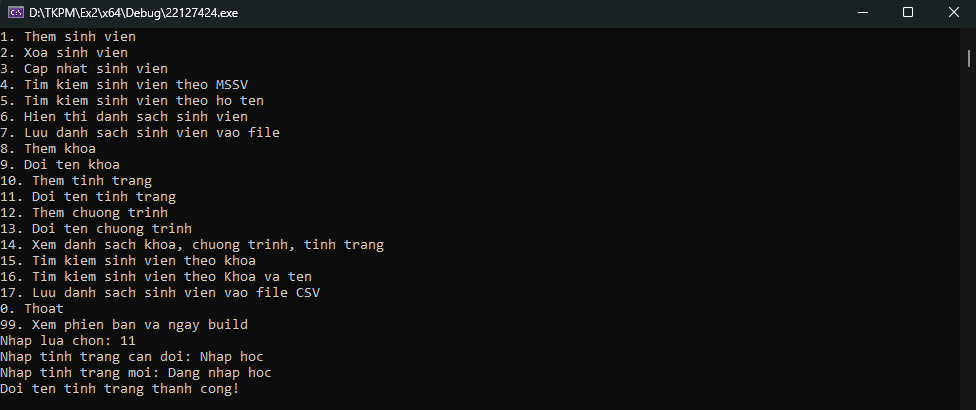 D:\TKPM\Ex2\x64\Debug\22127424.exe
1. Them sinh vien
2. Xoa sinh vien
3. Cap nhat sinh vien
4. Tim kiem sinh vien theo MSSV
5. Tim kiem sinh vien theo ho ten
6. Hien thi danh sach sinh vien
7. Luu danh sach sinh vien vao file
8. Them khoa
9. Doi ten khoa
10. Them tinh trang
11. Doi ten tinh trang
12. Them chuong trinh
13. Doi ten chuong trinh
14. Xem danh sach khoa, chuong trinh, tinh trang
15. Tim kiem sinh vien theo khoa
16. Tim kiem sinh vien theo Khoa va ten
17. Luu danh sach sinh vien vao file CSV
0. Thoat
99. Xem phien ban va ngay build
Nhap lua chon: 11
Nhap tinh trang can doi: Nhap hoc
Nhap tinh trang moi: Dang nhap hoc
Doi ten tinh trang thanh cong!